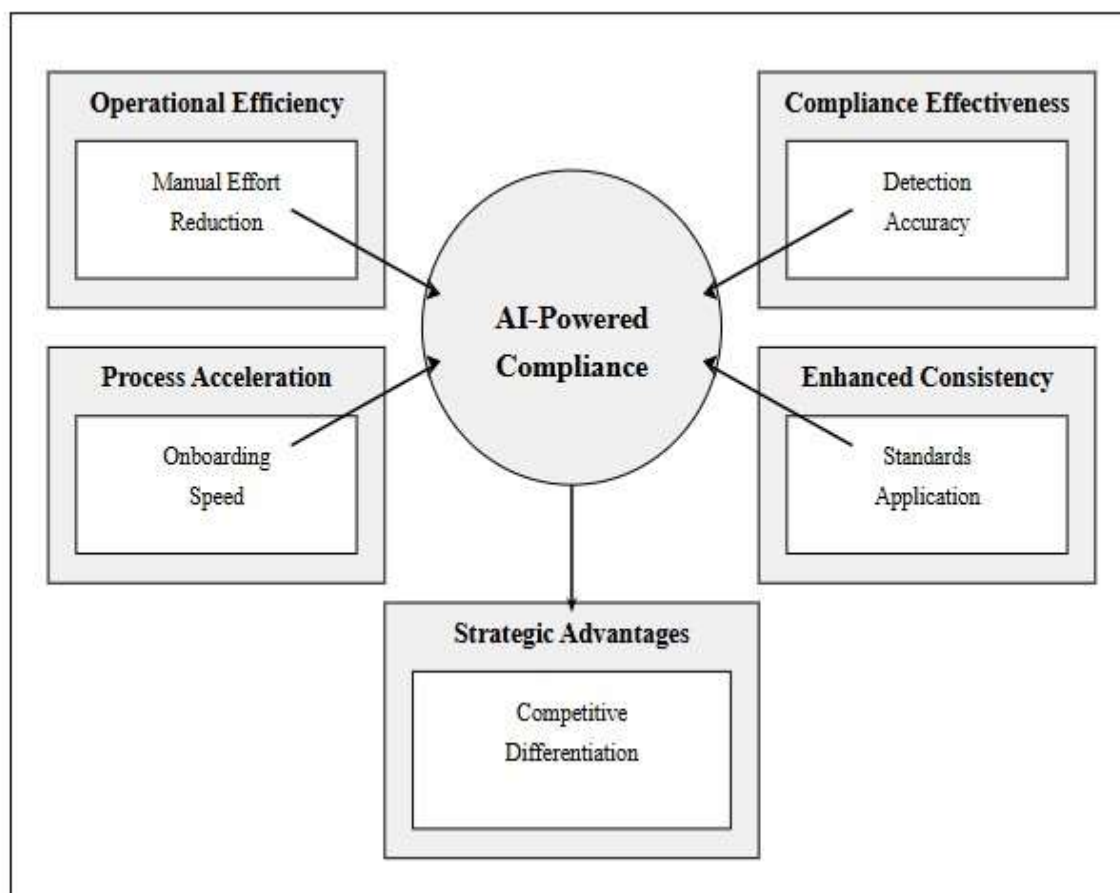 Operational Efficiency
Manual Effort
Reduction
Compliance Effectiveness
Detection
Accuracy
AI-Powered
Compliance
Process Acceleration
Onboarding
Speed
Enhanced Consistency
Standards
Application
Strategic Advantages
Competitive
Differentiation